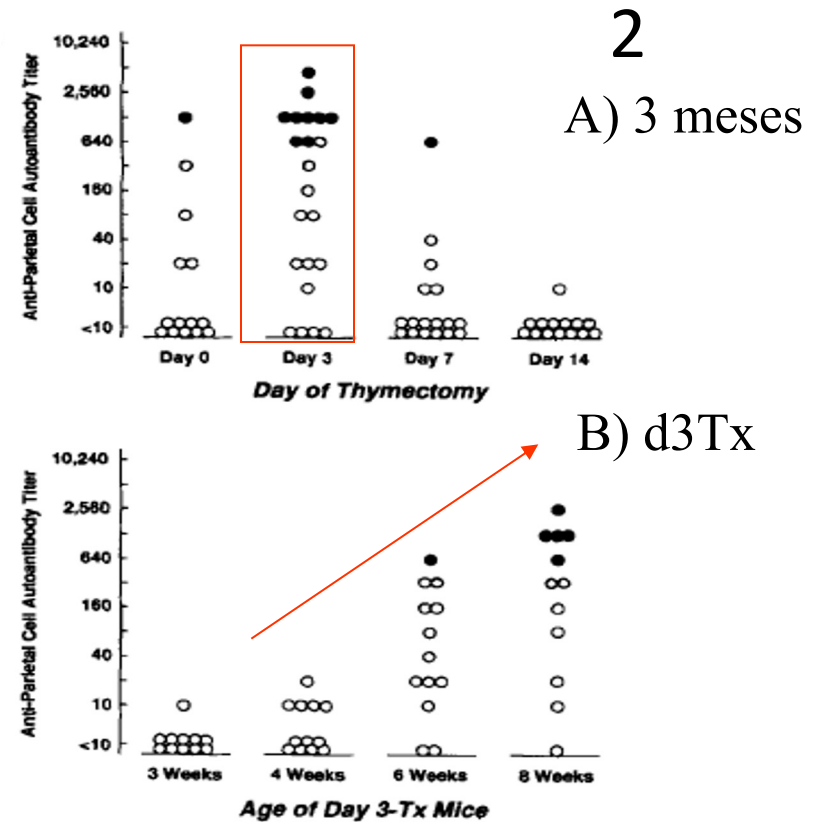 2
A) 3 meses
Anti-Parietal Cell Autoantibody Titer
10,240
2,560
640
160
40
10
<10
Day 0 Day 3 Day 7 Day 14
Day of Thymectomy
B) d3Tx
Anti-Parietal Cell Autoantibody Titer
10,240
2,560
640
160
40
10
<10
3 Weeks 4 Weeks 6 Weeks 8 Weeks
Age of Day 3-Tx Mice